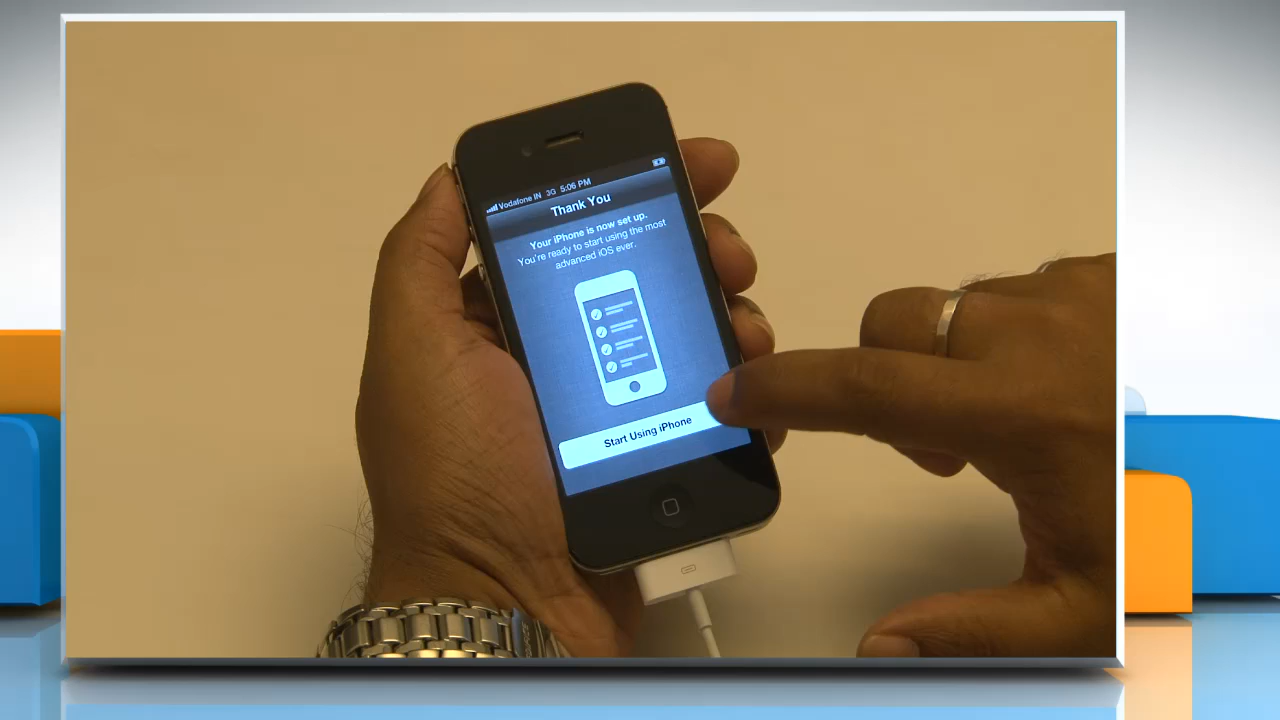 Vodafone IN 3G 5:06 PM
Thank You
Your iPhone is now set up.
You're ready to start using the most
advanced iOS ever.
Start Using iPhone